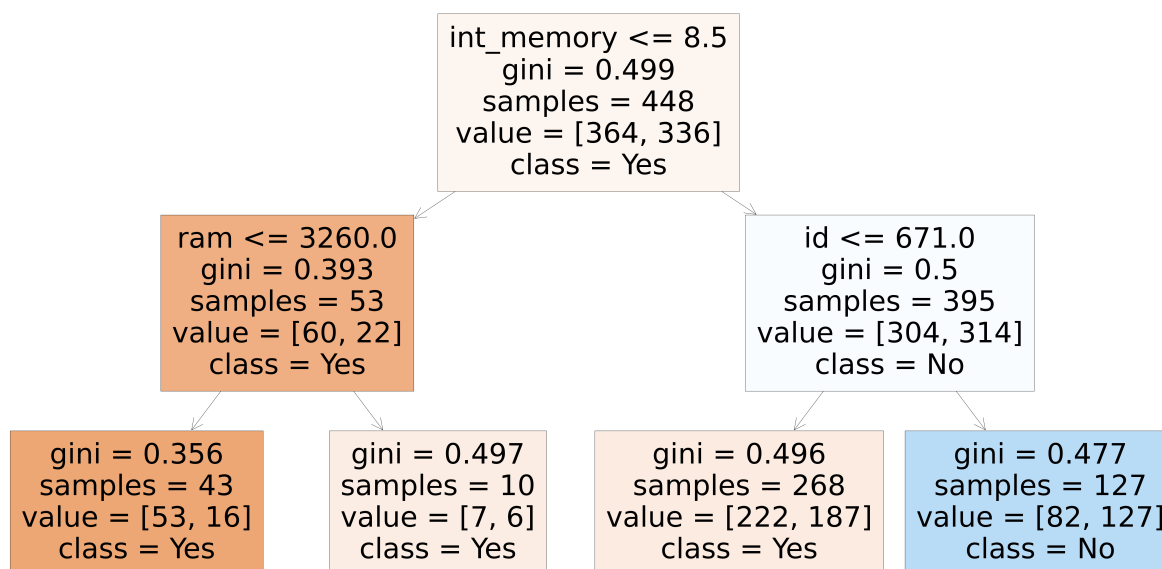 int_memory <= 8.5
gini = 0.499
samples = 448
value = [364, 336]
class = Yes
ram <= 3260.0
gini = 0.393
samples = 53
value = [60, 22]
class = Yes
id <= 671.0
gini = 0.5
samples = 395
value = [304, 314]
class = No
gini = 0.356
samples = 43
value = [53, 16]
class = Yes
gini = 0.497
samples = 10
value = [7, 6]
class = Yes
gini = 0.496
samples = 268
value = [222, 187]
class = Yes
gini = 0.477
samples = 127
value = [82, 127]
class = No